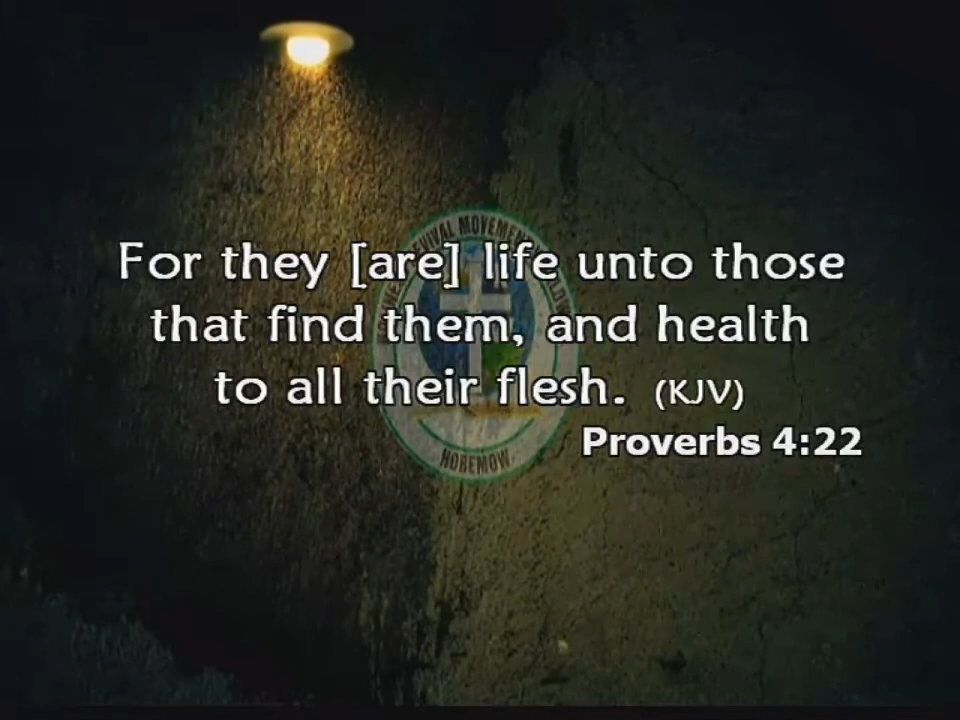 For they [are] life unto those
that find them, and health
to all their flesh. (KJV)
Proverbs 4:22
HOREMOW